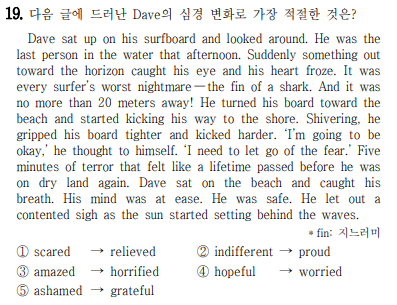 19. 다음 글에 드러난 Dave의 심경 변화로 가장 적절한 것은?
Dave sat up on his surfboard and looked around. He was the
last person in the water that afternoon. Suddenly something out
toward the horizon caught his eye and his heart froze. It was
every surfer's worst nightmare―the fin of a shark. And it was
no more than 20 meters away! He turned his board toward the
beach and started kicking his way to the shore. Shivering, he
gripped his board tighter and kicked harder. 'I'm going to be
okay,' he thought to himself. 'I need to let go of the fear.' Five
minutes of terror that felt like a lifetime passed before he was
on dry land again. Dave sat on the beach and caught his
breath. His mind was at ease. He was safe. He let out a
contented sigh as the sun started setting behind the waves.
* fin: 지느러미
① scared → relieved ② indifferent → proud
③ amazed → horrified ④ hopeful → worried
⑤ ashamed → grateful